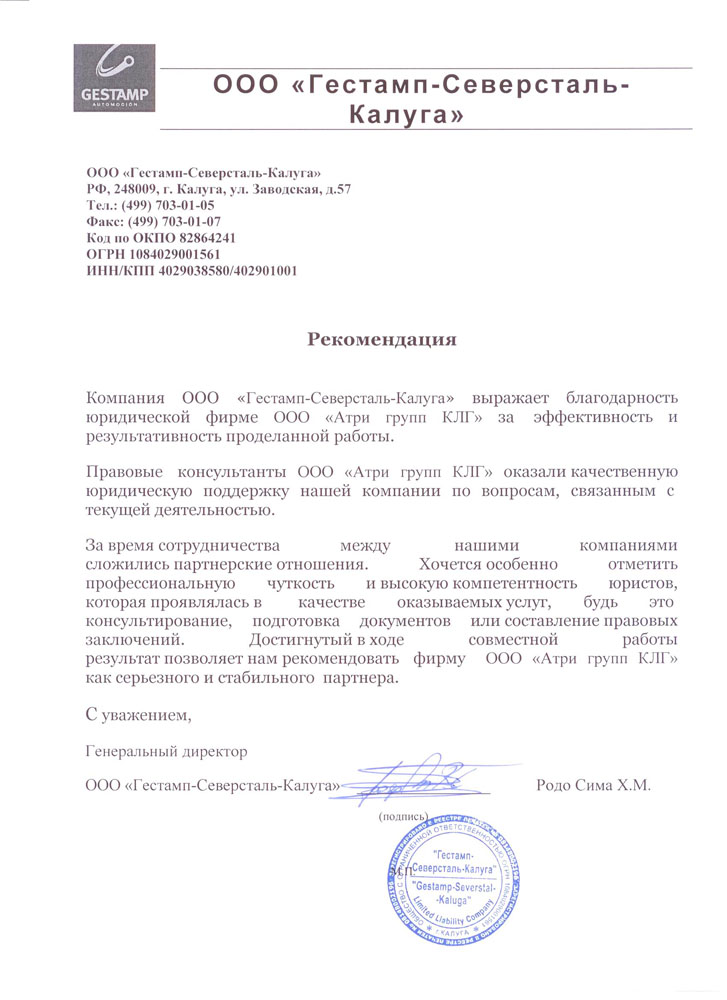 GESTAMP
AUTOMOCIÓN
ООО «Гестамп-Северсталь-
Калуга»
ООО «Гестамп-Северсталь-Калуга»
РФ, 248009, г. Калуга, ул. Заводская, д.57
Тел.: (499) 703-01-05
Факс: (499) 703-01-07
Код по ОКПО 82864241
ОГРН 1084029001561
ИНН/КПП 4029038580/402901001
Рекомендация
Компания ООО «Гестамп-Северсталь-Калуга» выражает благодарность
юридической фирме ООО «Атри групп КЛГ» за эффективность и
результативность проделанной работы.
Правовые консультанты ООО «Атри групп КЛГ» оказали качественную
юридическую поддержку нашей компании по вопросам, связанным с
текущей деятельностью.
За время сотрудничества между нашими компаниями
сложились партнерские отношения. Хочется особенно отметить
профессиональную чуткость и высокую компетентность юристов,
которая проявлялась в качестве оказываемых услуг, будь это
консультирование, подготовка документов или составление правовых
заключений. Достигнутый в ходе совместной работы
результат позволяет нам рекомендовать фирму ООО «Атри групп КЛГ»
как серьезного и стабильного партнера.
С уважением,
Генеральный директор
ООО «Гестамп-Северсталь-Калуга» Родо Сима Х.М.
(подпись)
М.П.
"Гестамп-
Северсталь-Калуга"
"Gestamp-Severstal-
-Kaluga"
Limited Liability Company
ОБЩЕСТВО С ОГРАНИЧЕННОЙ ОТВЕТСТВЕННОСТЬЮ ОГРН 1084029001561
г.КАЛУГА